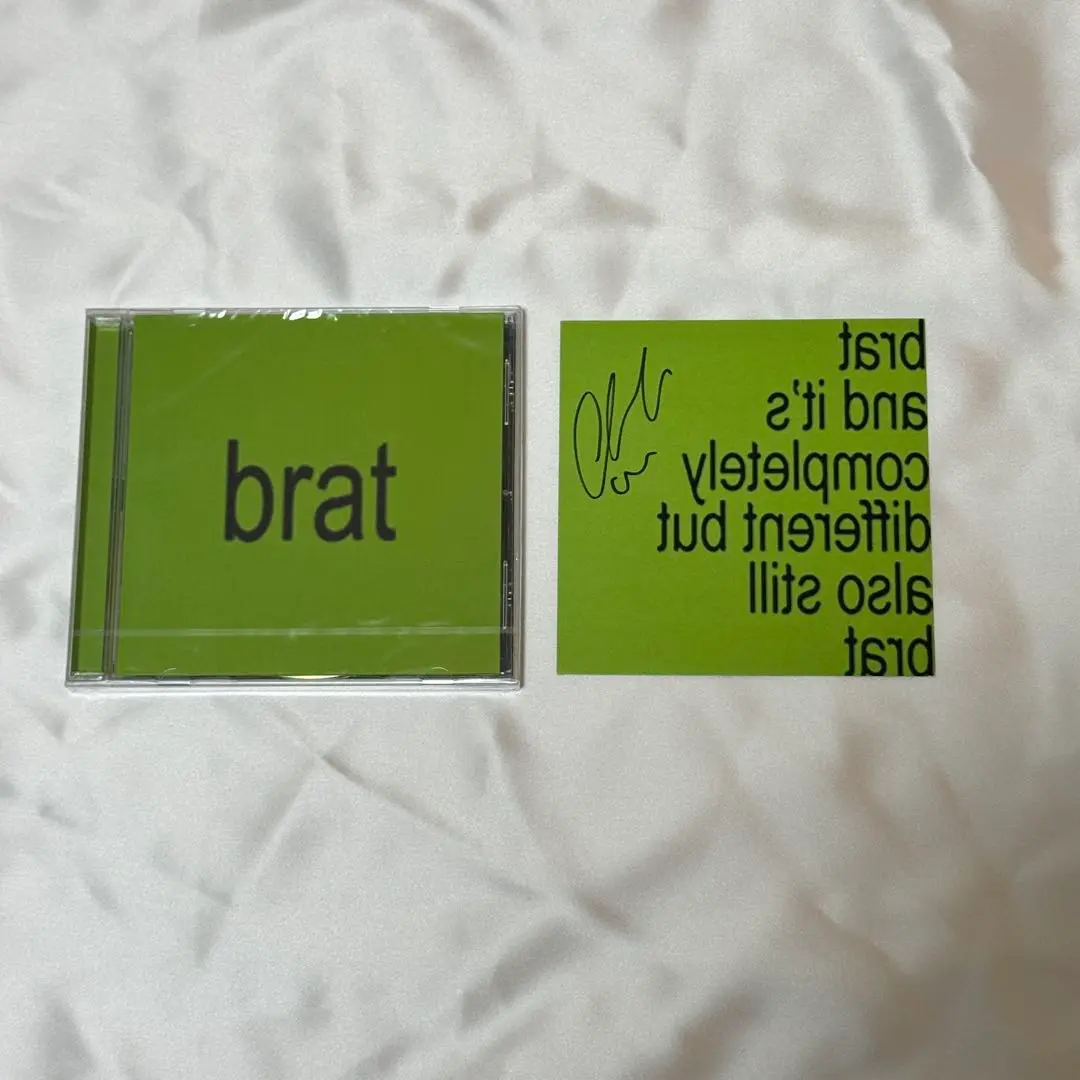 brat
brat
and it's
completely
different but
also still
brat